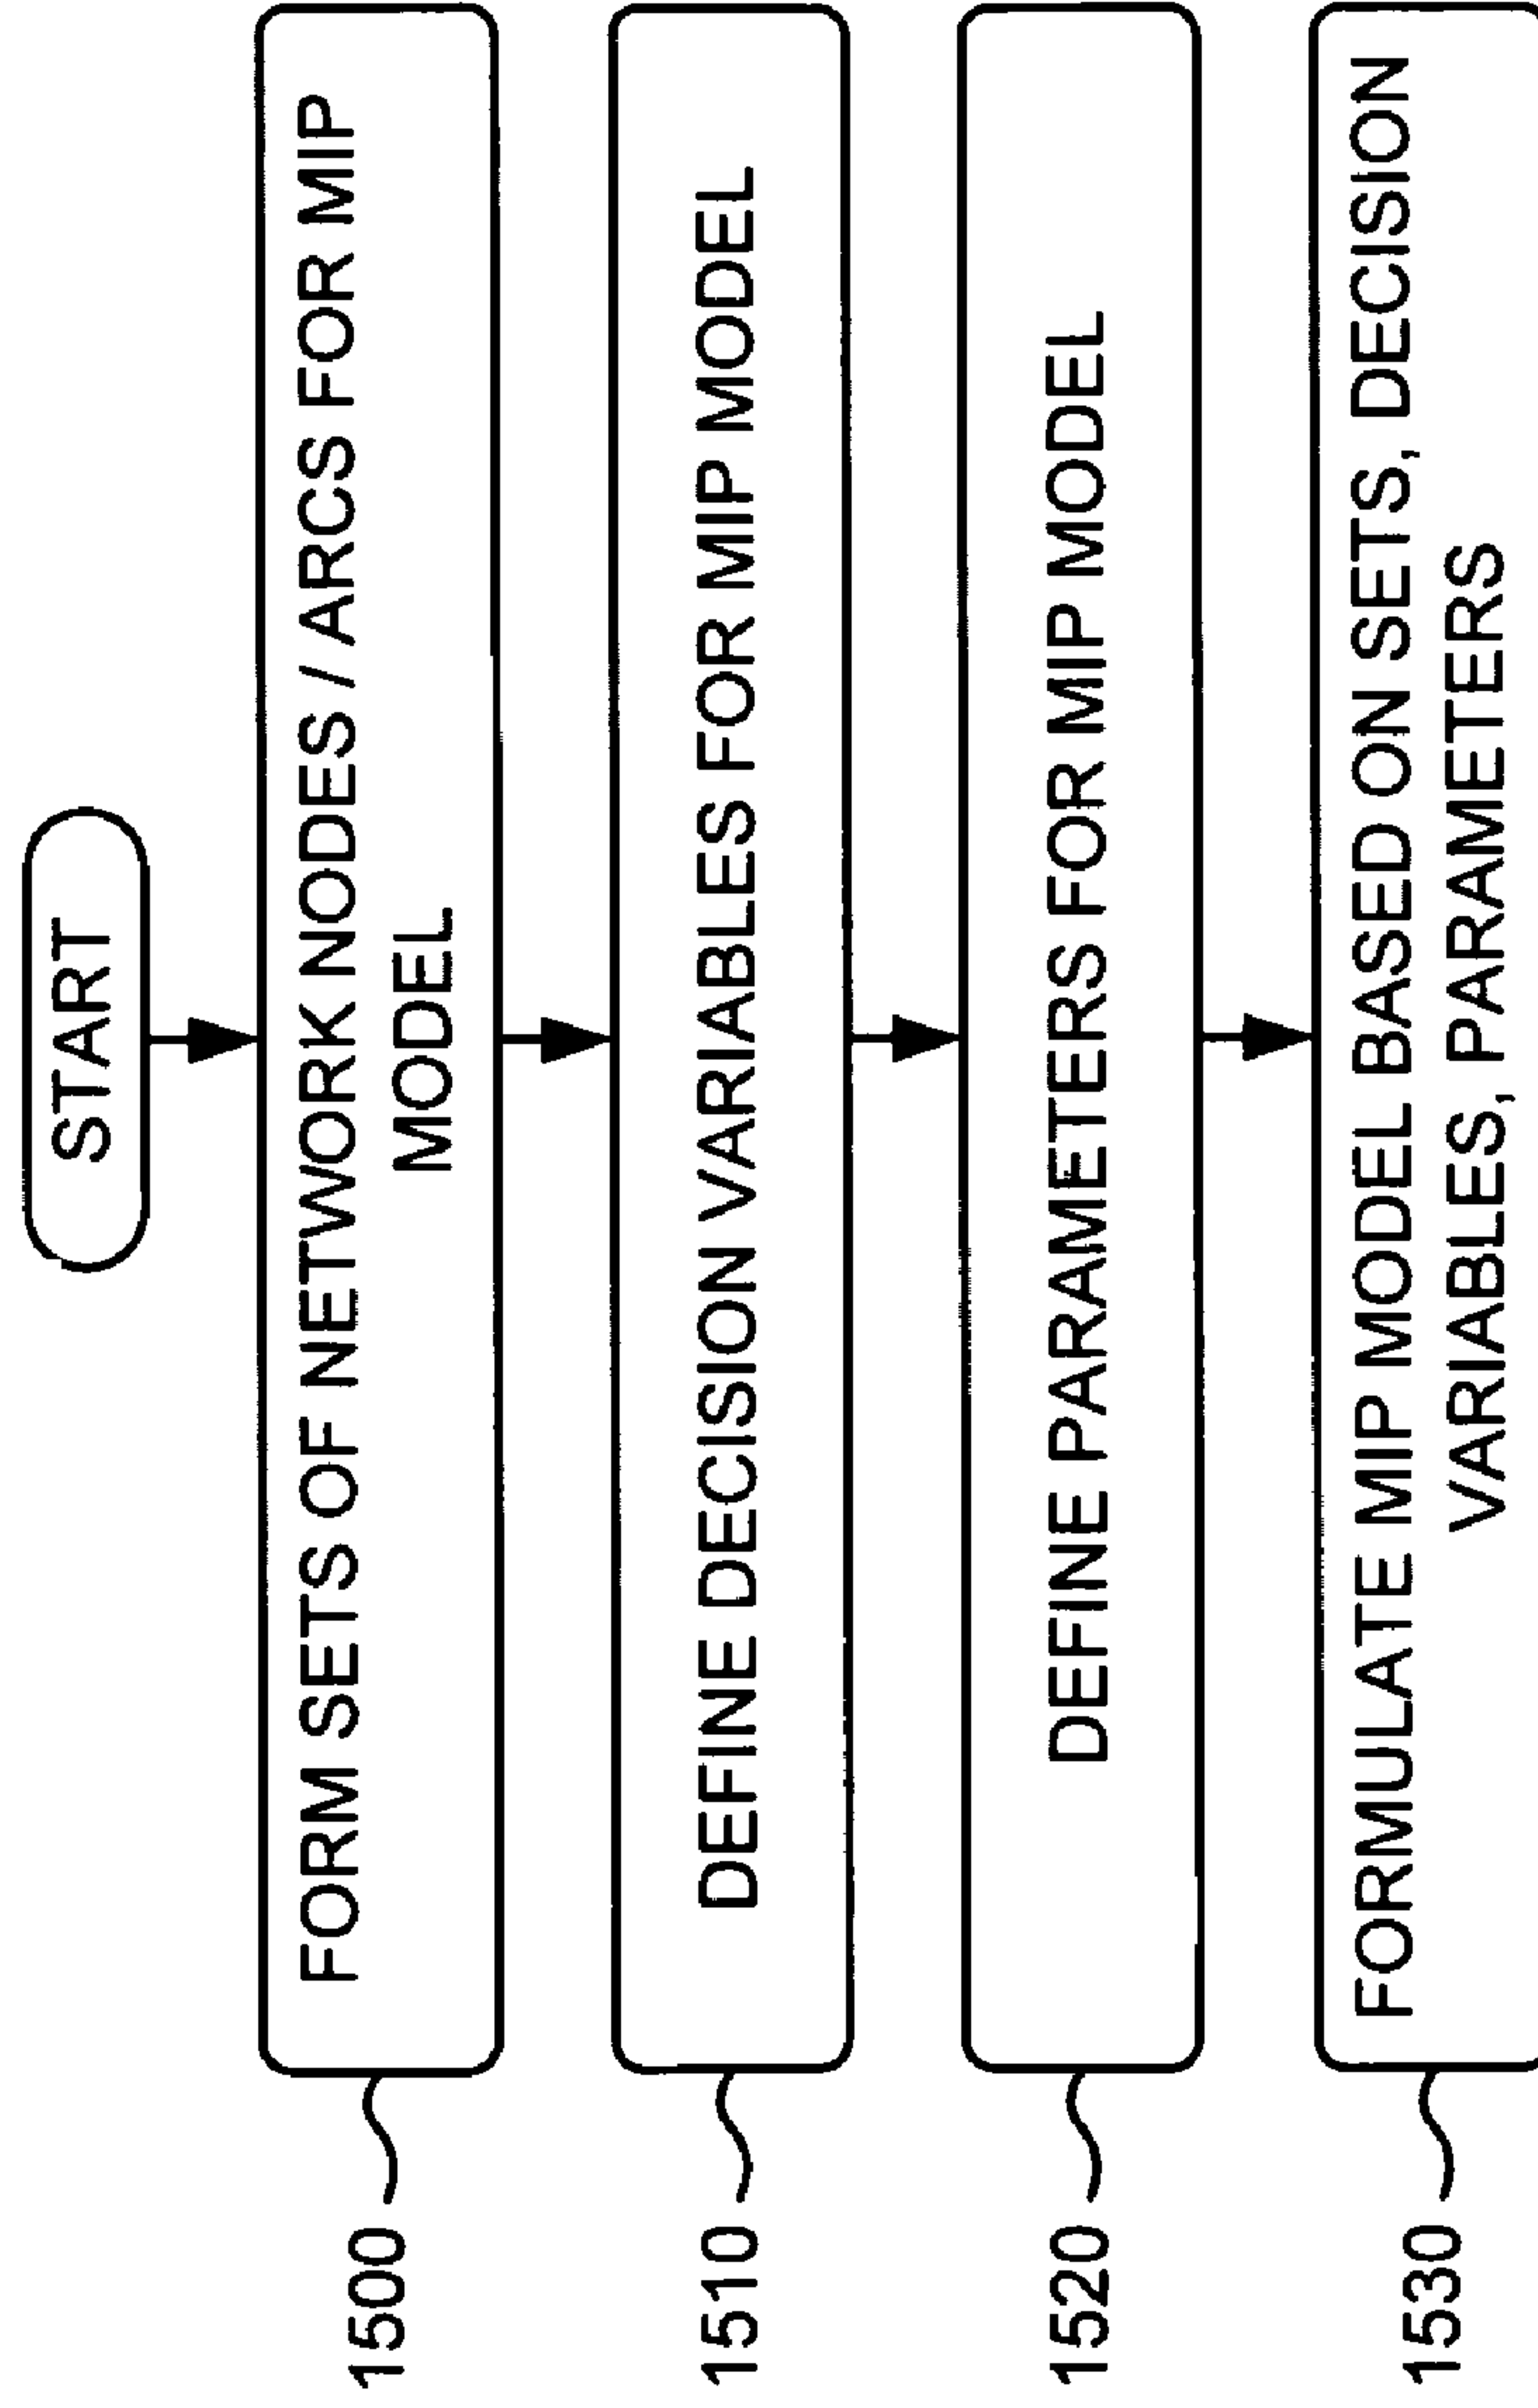 START
1500
FORM SETS OF NETWORK NODES / ARCS FOR MIP
MODEL
1510
DEFINE DECISION VARIABLES FOR MIP MODEL
1520
DEFINE PARAMETERS FOR MIP MODEL
1530
FORMULATE MIP MODEL BASED ON SETS, DECISION
VARIABLES, PARAMETERS